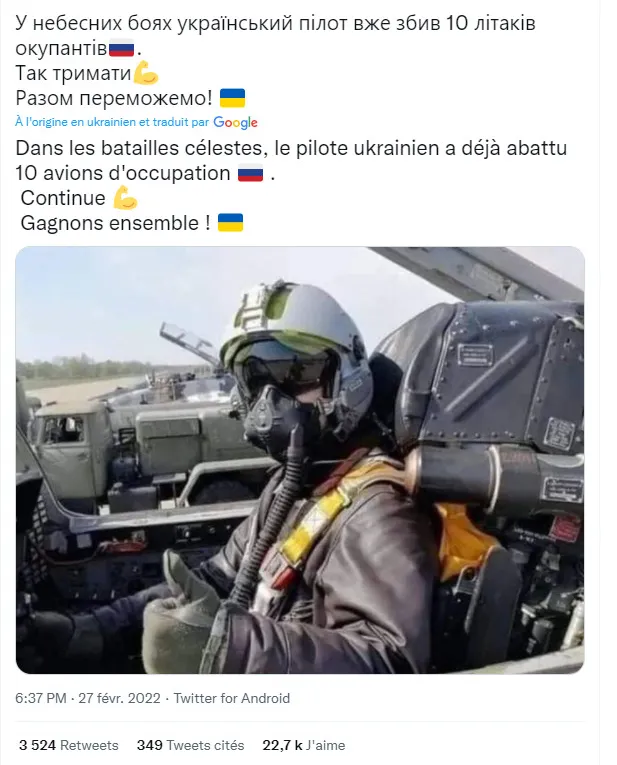 У небесних боях український пілот вже збив 10 літаків
окупантів🇷🇺.
Так тримати💪
Разом переможемо! 🇺🇦
À l'origine en ukrainien et traduit par Google
Dans les batailles célestes, le pilote ukrainien a déjà abattu
10 avions d'occupation 🇷🇺 .
Continue 💪
Gagnons ensemble ! 🇺🇦
6:37 PM · 27 févr. 2022 · Twitter for Android
3 524 Retweets 349 Tweets cités 22,7 k J'aime